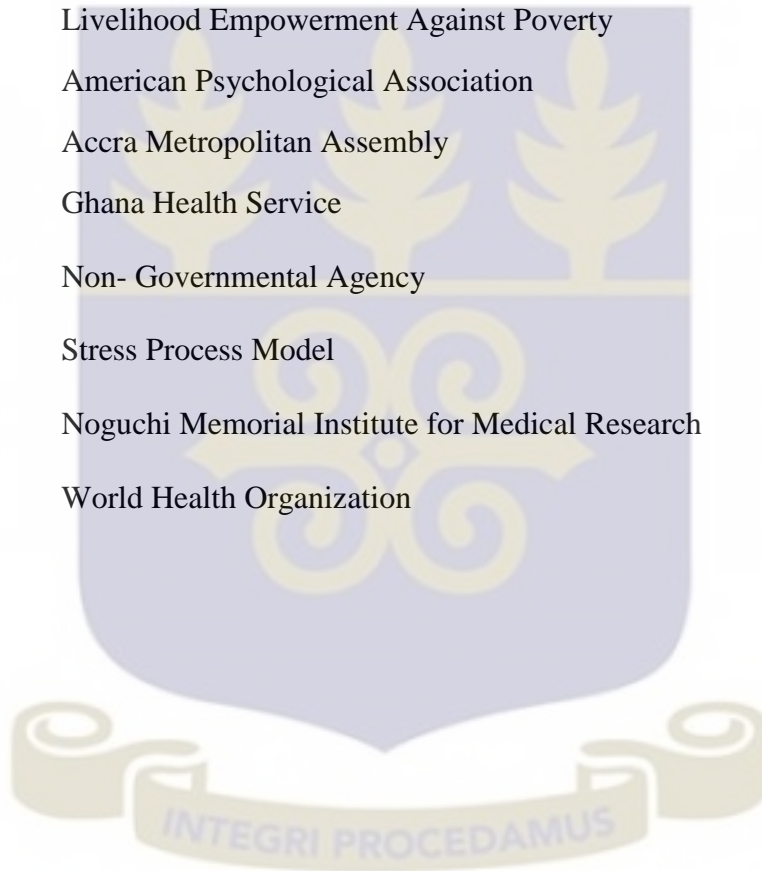 Livelihood Empowerment Against Poverty
American Psychological Association
Accra Metropolitan Assembly
Ghana Health Service
Non- Governmental Agency
Stress Process Model
Noguchi Memorial Institute for Medical Research
World Health Organization
INTEGRI PROCEDAMUS